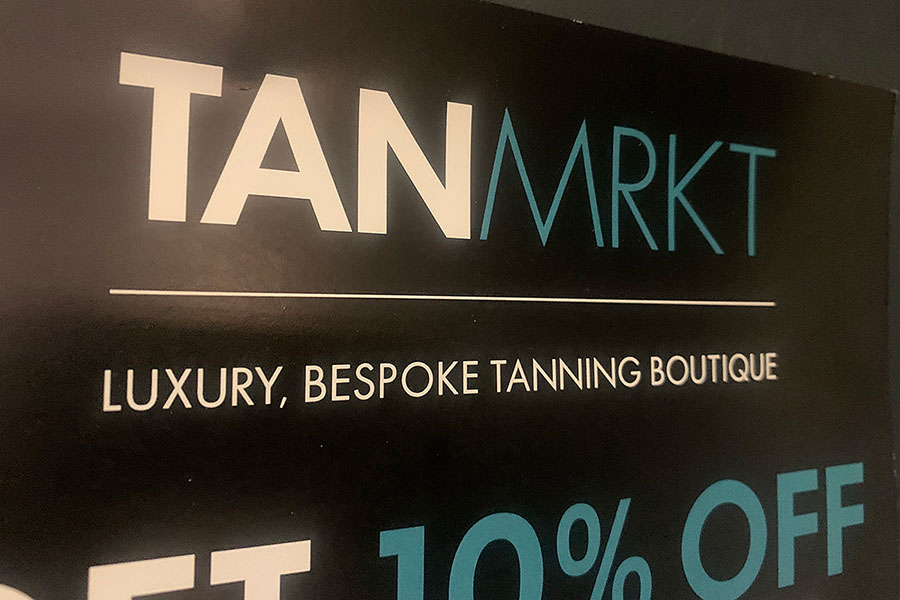 TANMRKT
LUXURY, BESPOKE TANNING BOUTIQUE
10% OFF